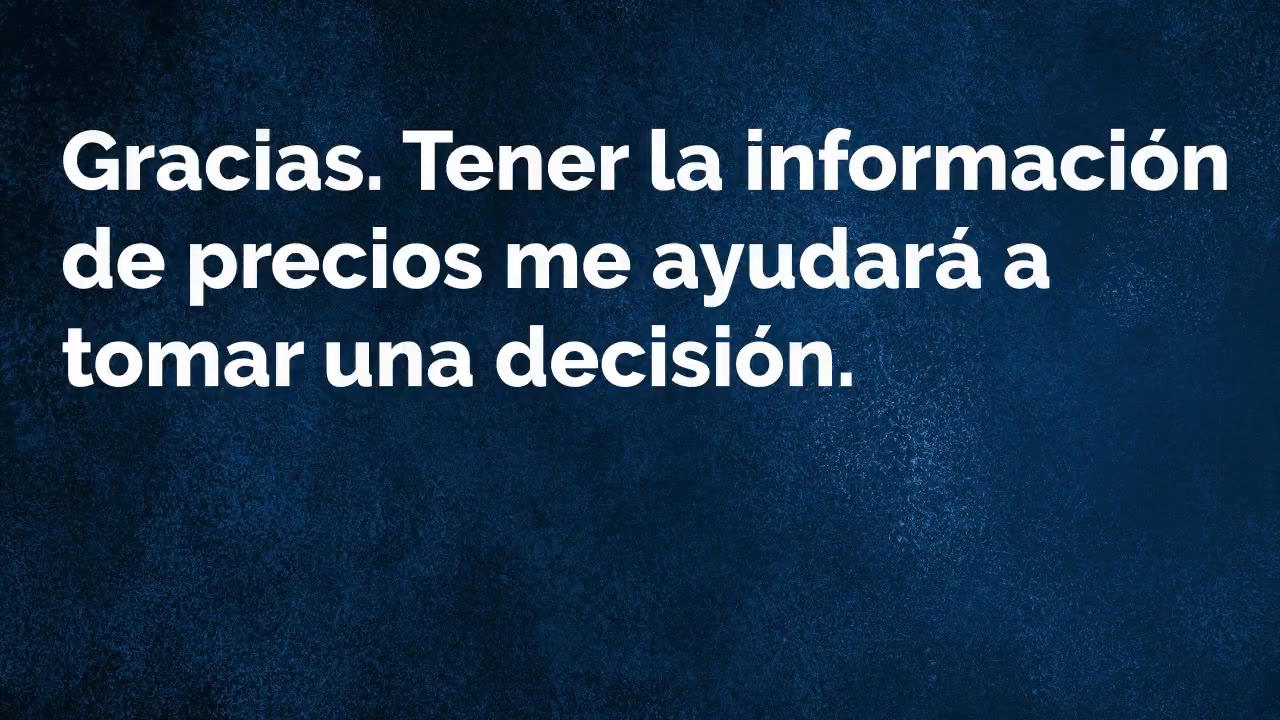 Gracias. Tener la información
de precios me ayudará a
tomar una decisión.